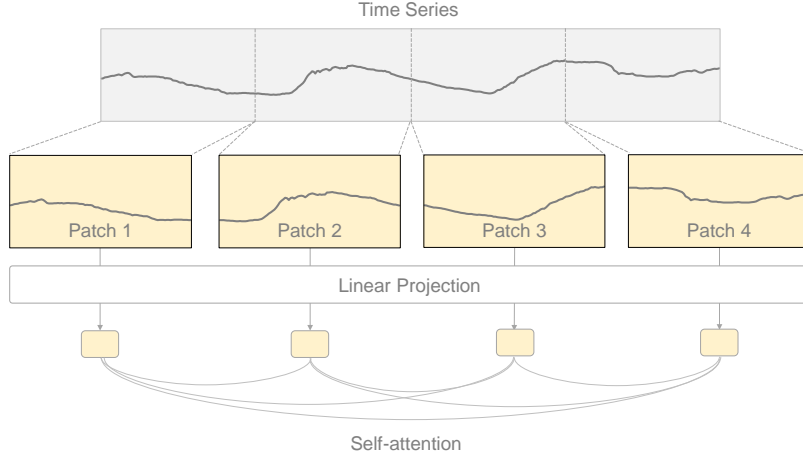 Time Series
Patch 1
Patch 2
Patch 3
Patch 4
Linear Projection
Self-attention